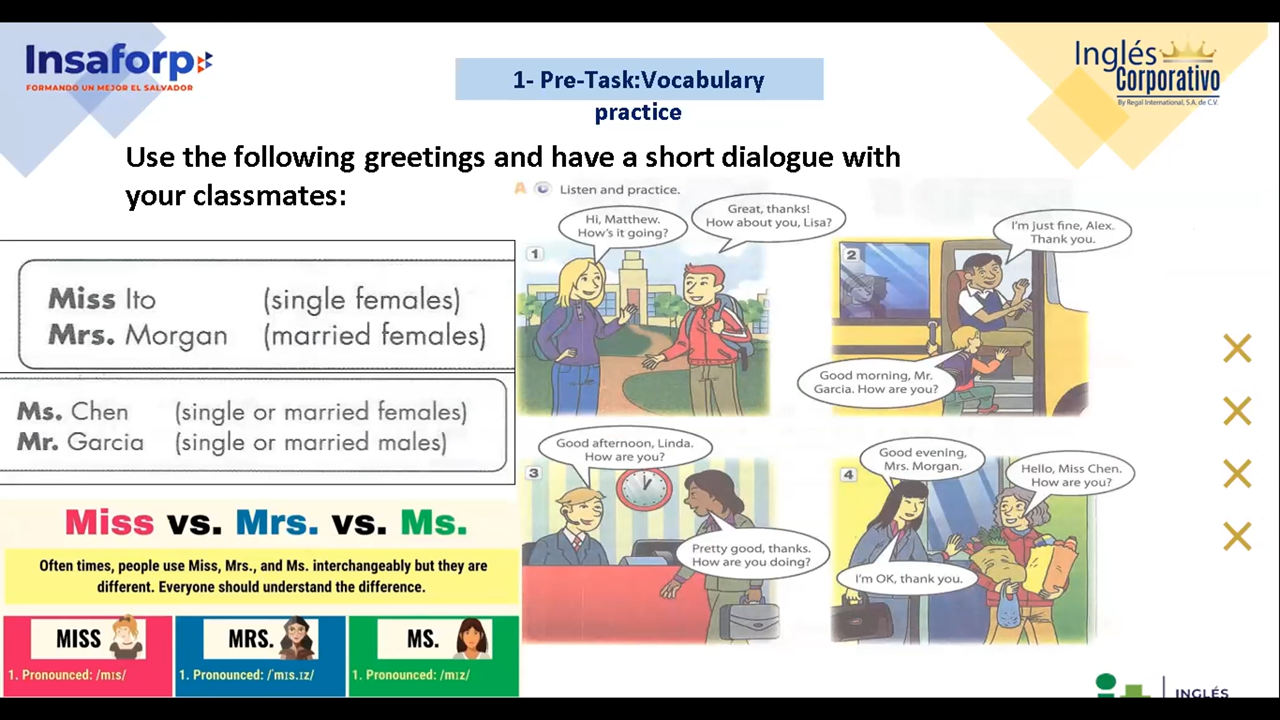 Insaforp
FORMANDO UN MEJOR EL SALVADOR
1- Pre-Task:Vocabulary
practice
Inglés
Corporativo
By Regal International, S.A. de C.V.
Use the following greetings and have a short dialogue with
your classmates:
Miss Ito (single females)
Mrs. Morgan (married females)
Ms. Chen (single or married females)
Mr. Garcia (single or married males)
Miss vs. Mrs. vs. Ms.
Often times, people use Miss, Mrs., and Ms. interchangeably but they are
different. Everyone should understand the difference.
MISS
1. Pronounced: /mɪs/
MRS.
1. Pronounced: /ˈmɪs.ɪz/
MS.
1. Pronounced: /mɪz/
A Listen and practice.
1
Hi, Matthew.
How's it going?
Great, thanks!
How about you, Lisa?
2
I'm just fine, Alex.
Thank you.
Good morning, Mr.
Garcia. How are you?
3
Good afternoon, Linda.
How are you?
Pretty good, thanks.
How are you doing?
4
Good evening,
Mrs. Morgan.
Hello, Miss Chen.
How are you?
I'm OK, thank you.
INGLÉS